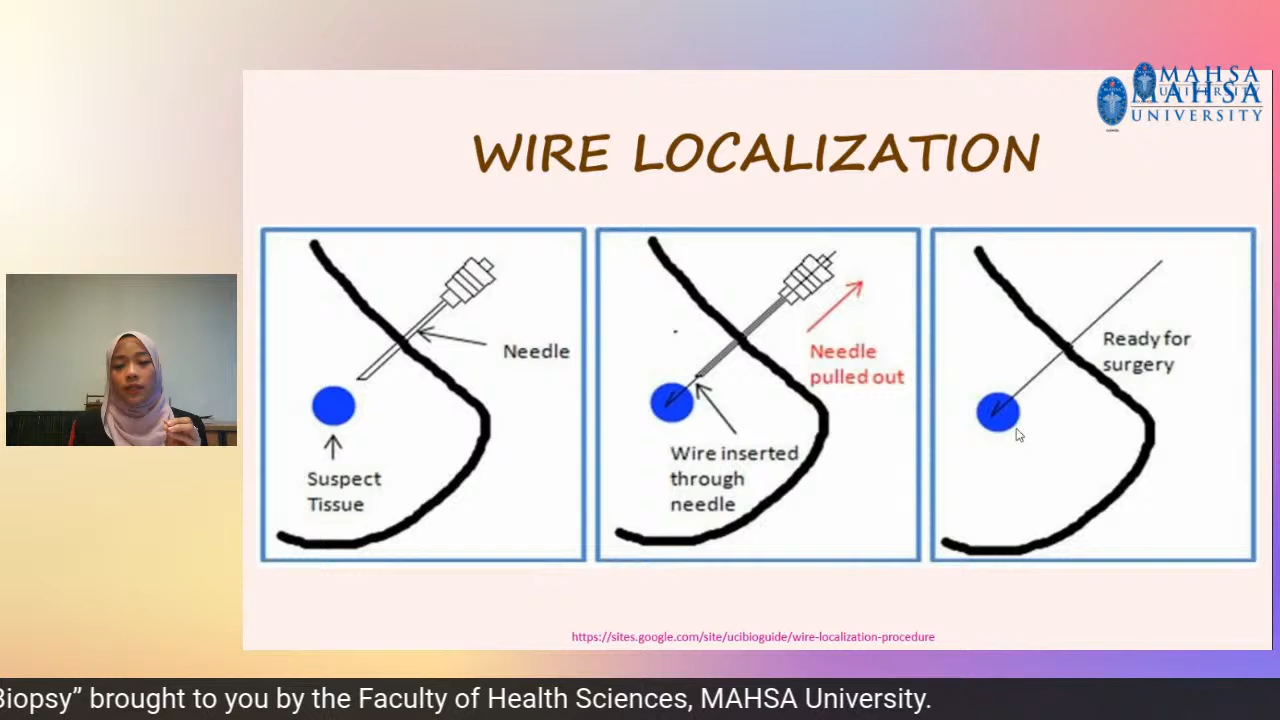 MAHSA
UNIVERSITY
MAHSA
UNIVERSITY
WIRE LOCALIZATION
Needle
Suspect
Tissue
Needle
pulled out
Wire inserted
through
needle
Ready for
surgery
https://sites.google.com/site/ucibioguide/wire-localization-procedure
Biopsy” brought to you by the Faculty of Health Sciences, MAHSA University.